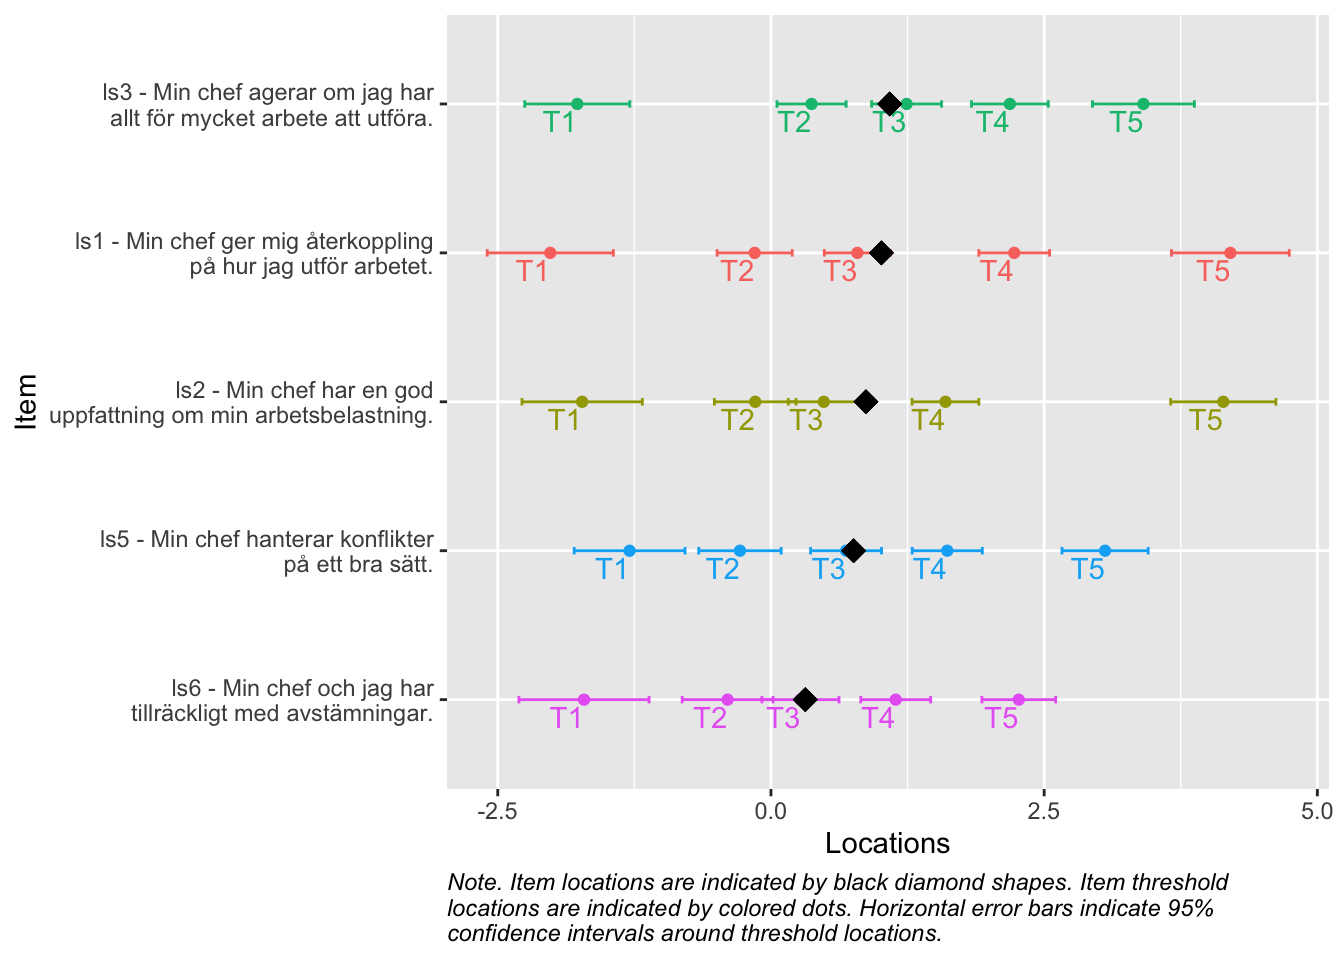 ls3 - Min chef agerar om jag har
allt för mycket arbete att utföra.
T1 T2 T3 T4 T5
ls1 - Min chef ger mig återkoppling
på hur jag utför arbetet.
T1 T2 T3 T4 T5
Item
ls2 - Min chef har en god
uppfattning om min arbetsbelastning.
T1 T2 T3 T4 T5
ls5 - Min chef hanterar konflikter
på ett bra sätt.
T1 T2 T3 T4 T5
ls6 - Min chef och jag har
tillräckligt med avstämningar.
T1 T2 T3 T4 T5
-2.5 0.0 2.5 5.0
Locations
Note. Item locations are indicated by black diamond shapes. Item threshold
locations are indicated by colored dots. Horizontal error bars indicate 95%
confidence intervals around threshold locations.